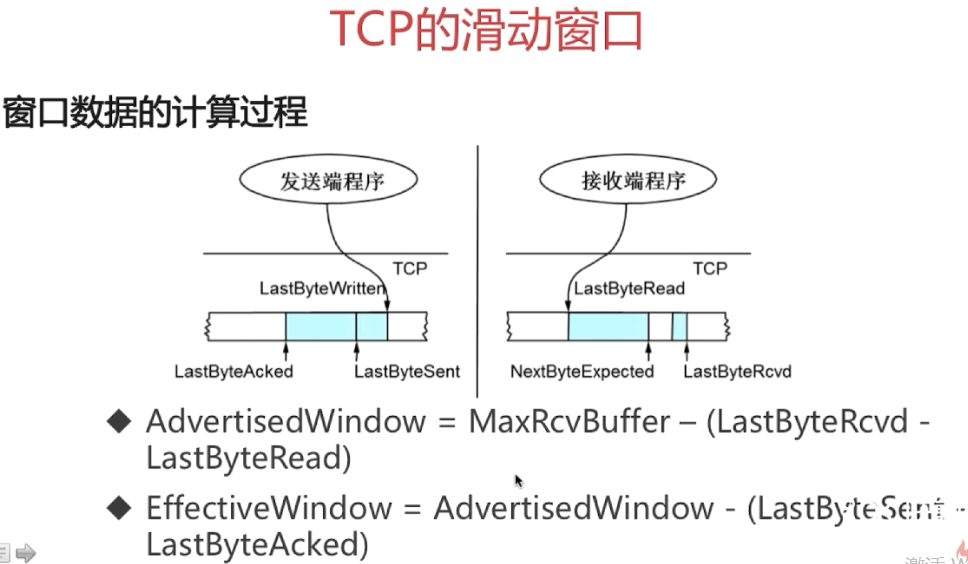 TCP的滑动窗口
窗口数据的计算过程
发送端程序
接收端程序
TCP
TCP
LastByteWritten
LastByteRead
LastByteAcked
LastByteSent
NextByteExpected
LastByteRcvd
◆ AdvertisedWindow = MaxRcvBuffer – (LastByteRcvd -
LastByteRead)
◆ EffectiveWindow = AdvertisedWindow - (LastByteSent -
LastByteAcked)
激活